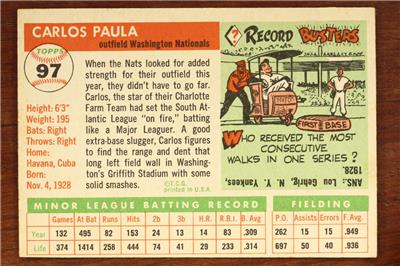 CARLOS PAULA
outfield Washington Nationals
TOPPS
97
Height: 6'3"
Weight: 195
Bats: Right
Throws: Right
Home:
Havana, Cuba
Born:
Nov. 4, 1928
When the Nats looked for added
strength for their outfield this
year, they didn't have to go far.
Carlos, the star of their Charlotte
Farm Team had set the South At-
lantic League "on fire," batting
like a Major Leaguer. A good
extra-base slugger, Carlos figures
to find the range and dent that
long left field wall in Washing-
ton's Griffith Stadium with some
solid smashes.
©T.C.G.
printed in U.S.A.
? RECORD BUSTERS
FIRST BASE
WHO RECEIVED THE MOST
CONSECUTIVE
WALKS IN ONE SERIES?
ANS. Lou Gehrig, N. Y. Yankees,
1928
MINOR LEAGUE BATTING RECORD
FIELDING
Games At Bat Runs Hits 2b 3b H.R. R.B.I. B. Avg P.O. Assists Errors F. Avg.
Year 132 495 82 153 24 14 8 83 .309 262 15 15 .949
Life 374 1414 258 444 74 41 29 233 .314 697 50 40 .936